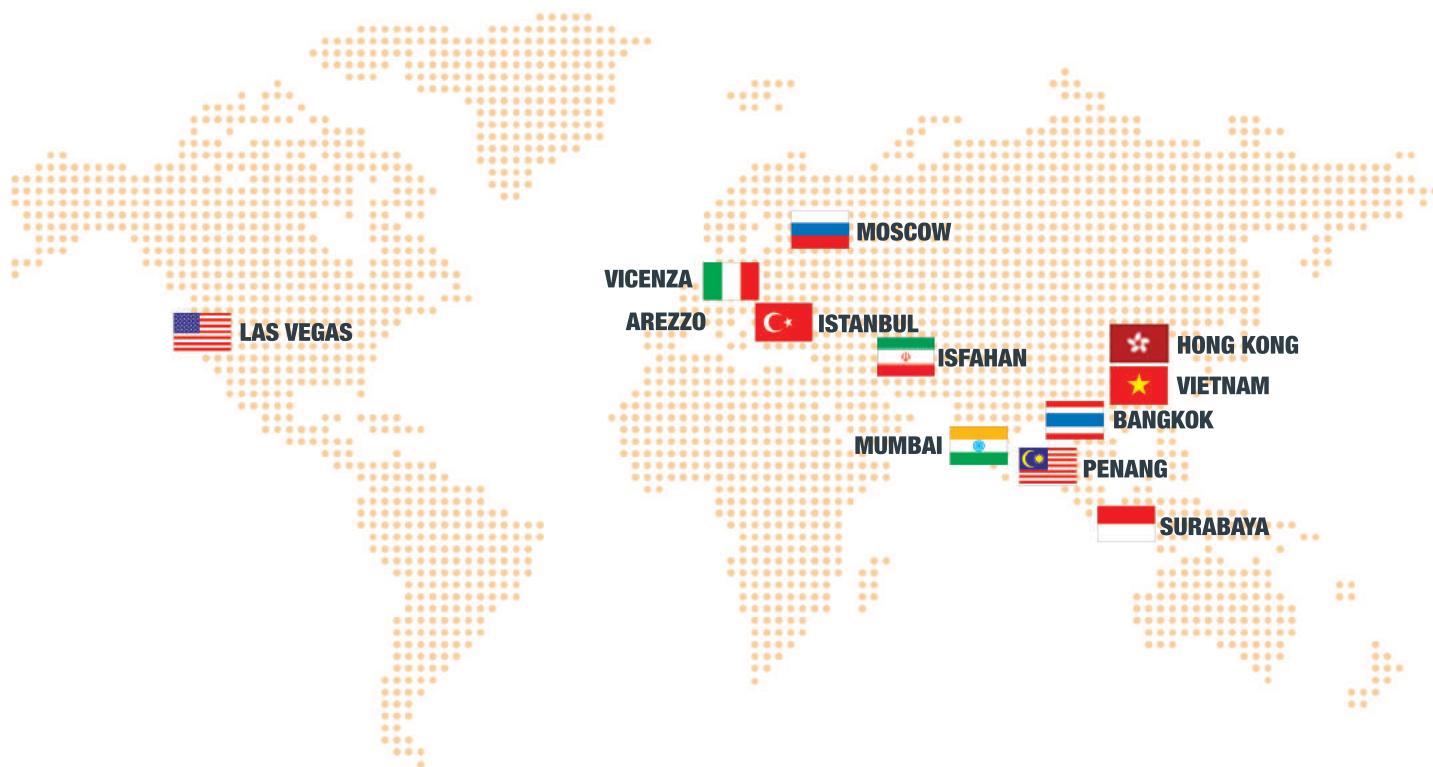 MOSCOW
VICENZA
AREZZO
ISTANBUL
LAS VEGAS
HONG KONG
ISFAHAN
VIETNAM
BANGKOK
MUMBAI
PENANG
SURABAYA